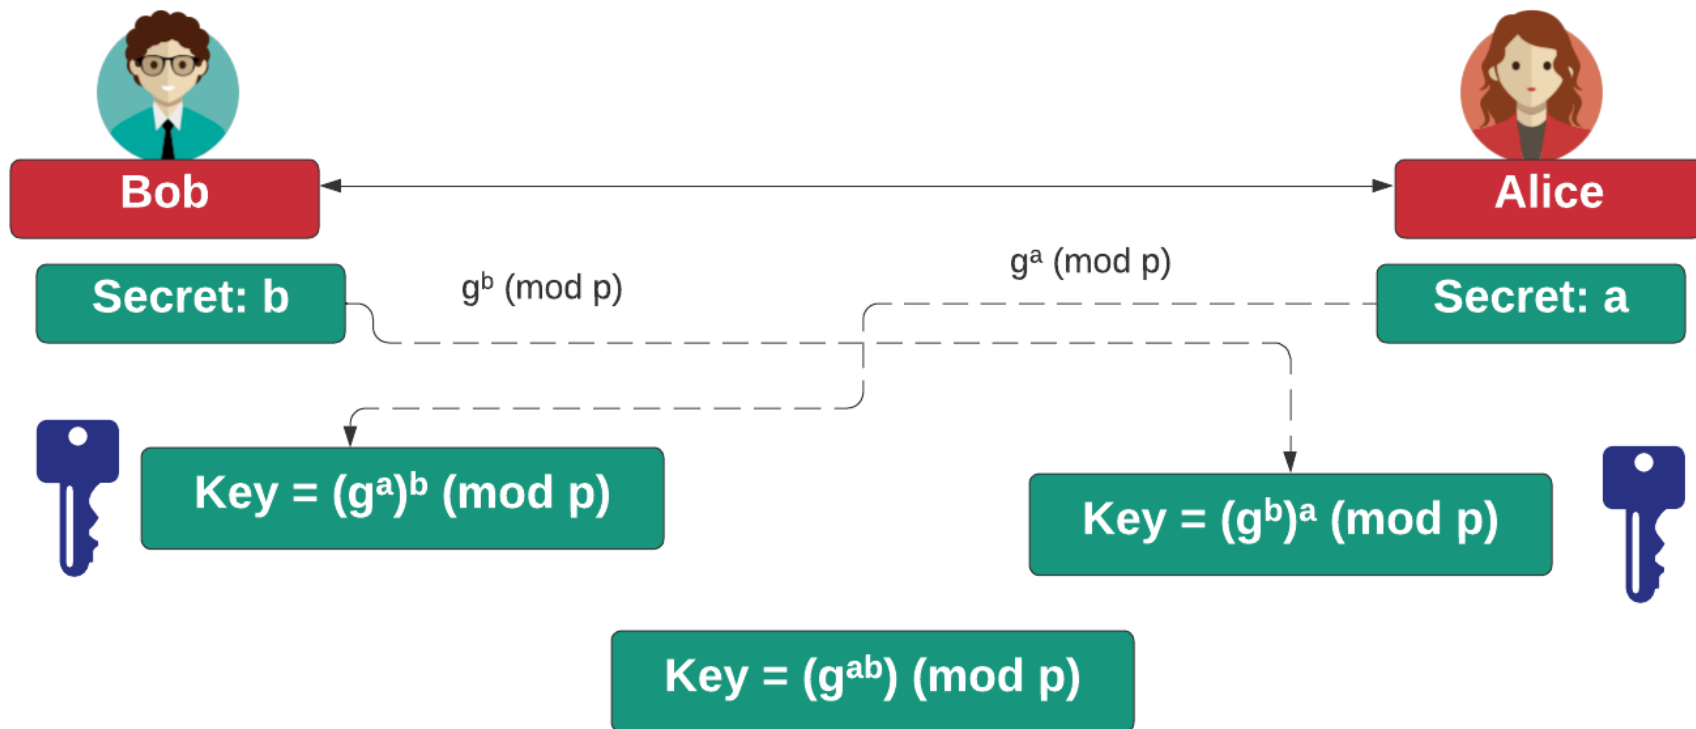 Bob
Alice
Secret: b
gᵇ (mod p)
gᵃ (mod p)
Secret: a
Key = (gᵃ)ᵇ (mod p)
Key = (gᵇ)ᵃ (mod p)
Key = (gᵃᵇ) (mod p)